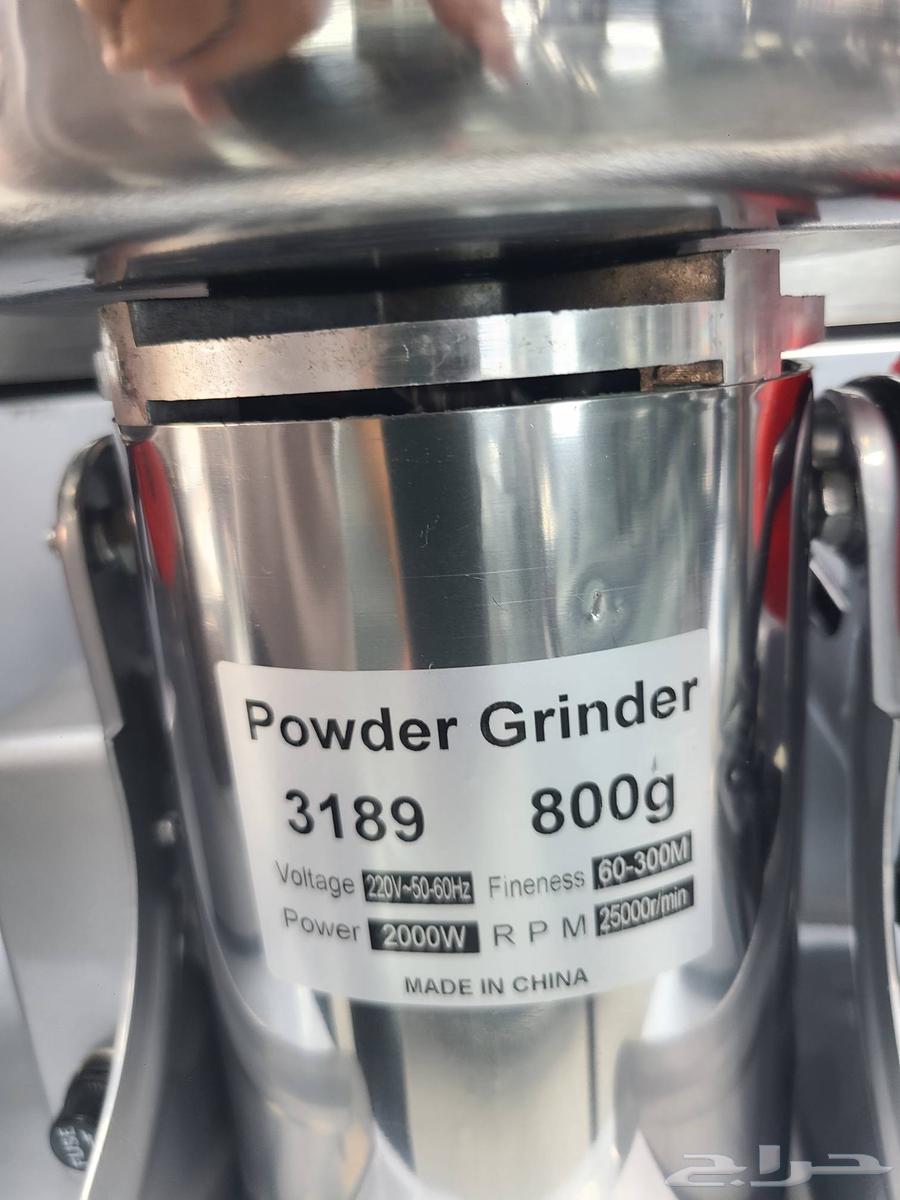 Powder Grinder
3189 800g
Voltage 220V~50-60Hz Fineness 60-300M
Power 2000W R P M 25000r/min
MADE IN CHINA
FUSE
حراج